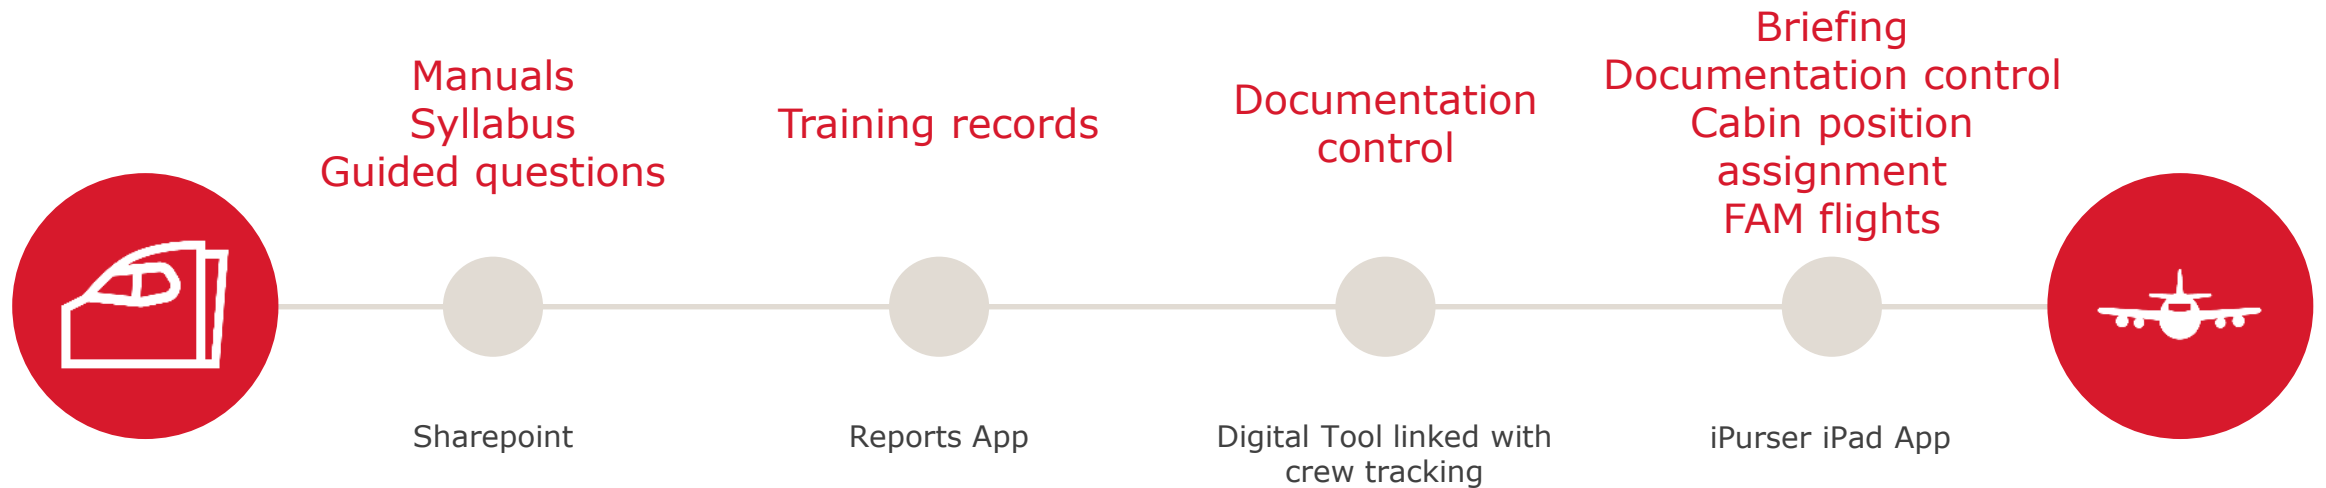 Manuals
Syllabus
Guided questions
Sharepoint
Training records
Reports App
Documentation
control
Digital Tool linked with
crew tracking
Briefing
Documentation control
Cabin position
assignment
FAM flights
iPurser iPad App